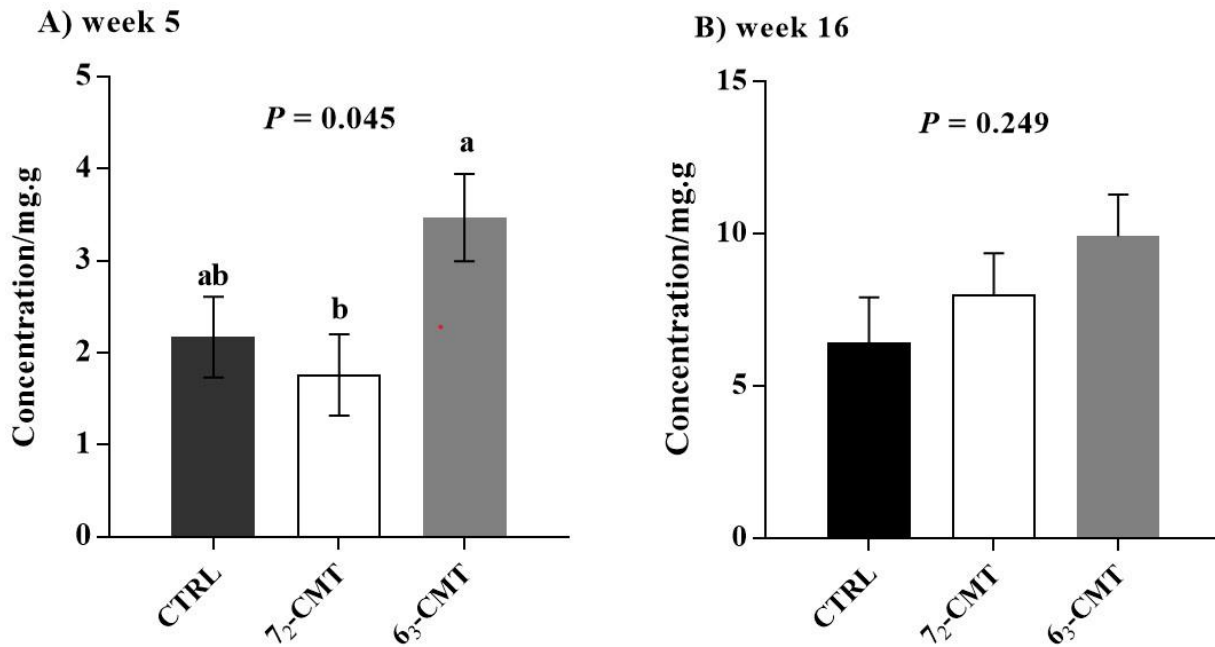 A) week 5
5
4
3
2
1
0
Concentration/mg.g
P = 0.045
ab
b
a
CTRL
7₂-CMT
6₃-CMT
B) week 16
15
10
5
0
Concentration/mg.g
P = 0.249
CTRL
7₂-CMT
6₃-CMT